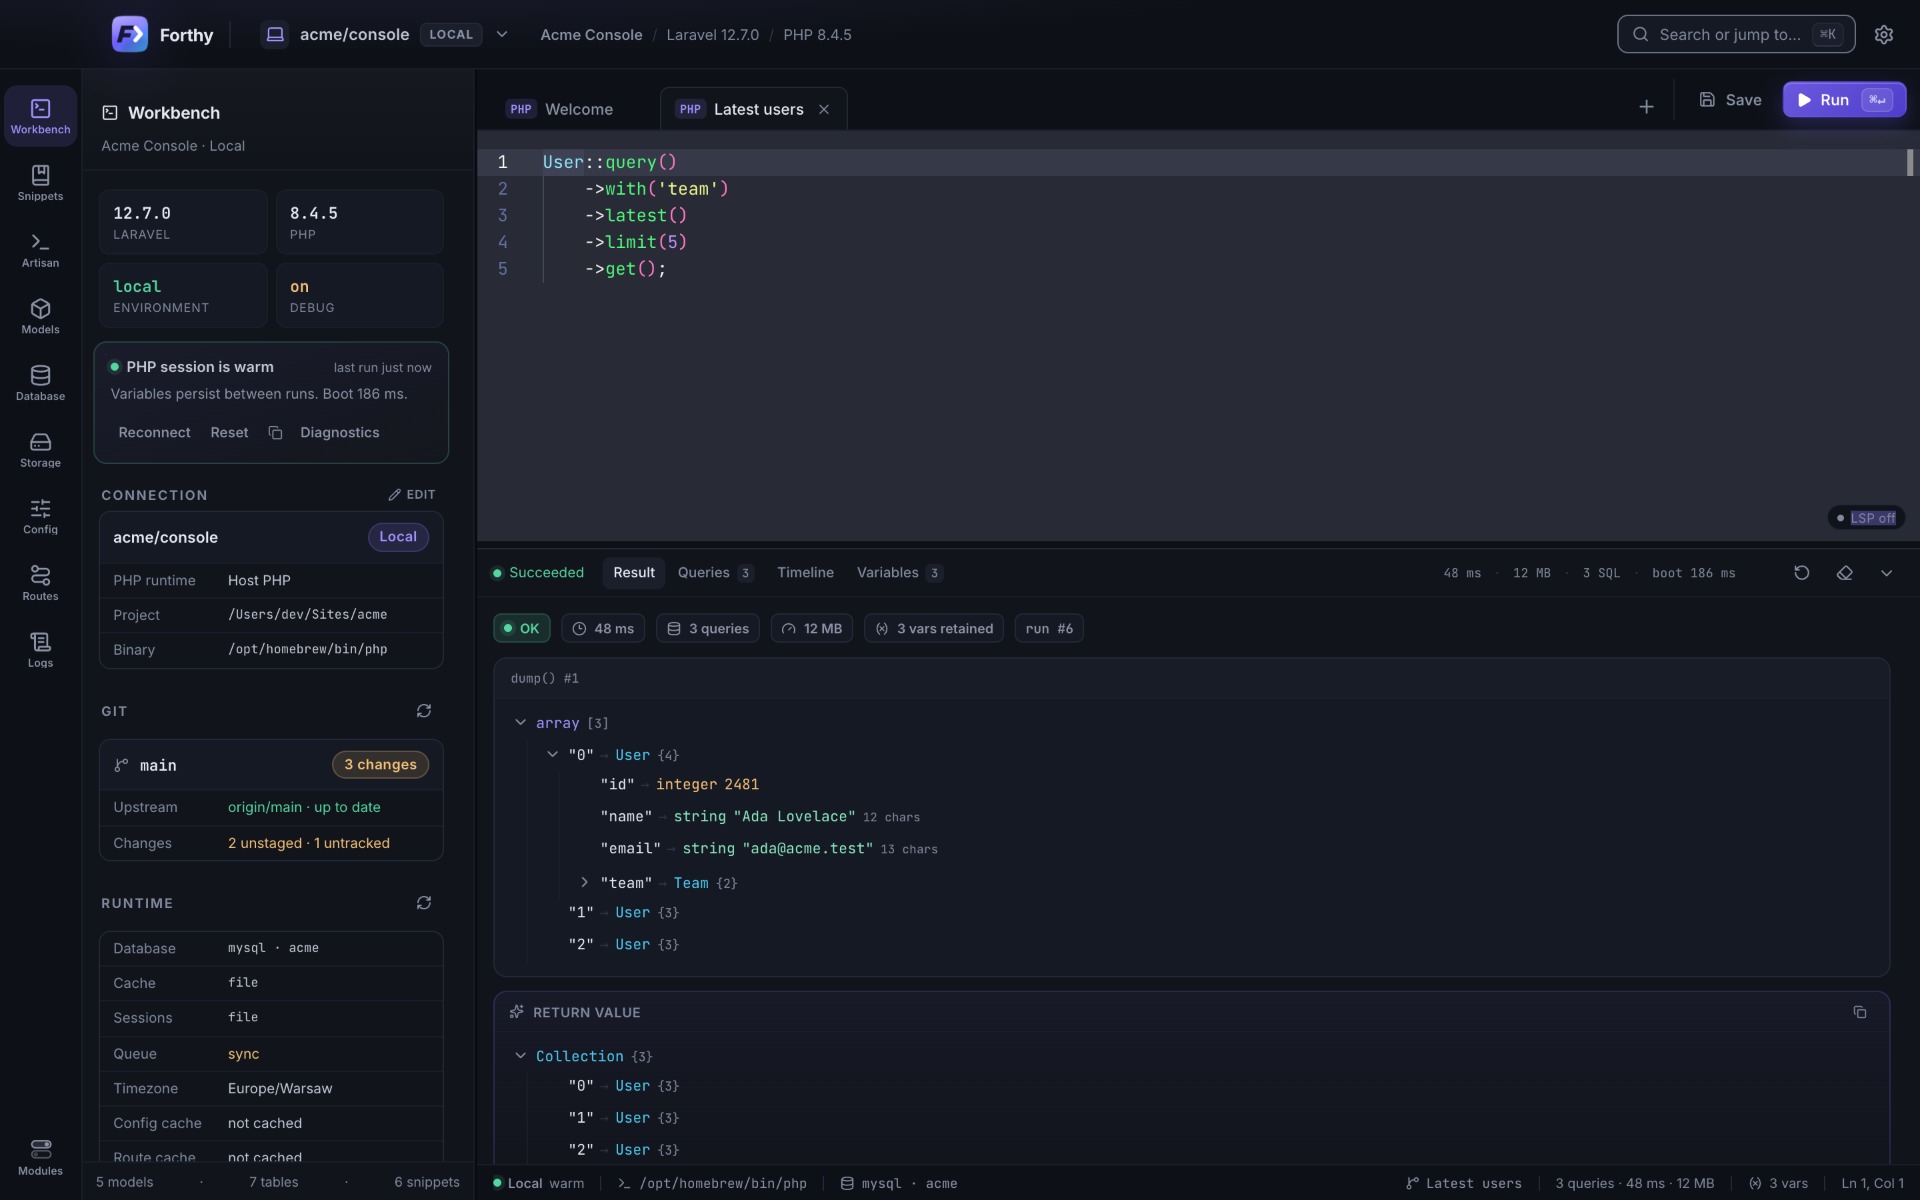 Forthy
acme/console LOCAL
Acme Console / Laravel 12.7.0 / PHP 8.4.5
Search or jump to... ⌘K
Workbench
Snippets
Artisan
Models
Database
Storage
Config
Routes
Logs
Modules
Workbench
Acme Console · Local
12.7.0
LARAVEL
8.4.5
PHP
local
ENVIRONMENT
on
DEBUG
PHP session is warm last run just now
Variables persist between runs. Boot 186 ms.
Reconnect Reset Diagnostics
CONNECTION EDIT
acme/console Local
PHP runtime Host PHP
Project /Users/dev/Sites/acme
Binary /opt/homebrew/bin/php
GIT
main 3 changes
Upstream origin/main · up to date
Changes 2 unstaged · 1 untracked
RUNTIME
Database mysql · acme
Cache file
Sessions file
Queue sync
Timezone Europe/Warsaw
Config cache not cached
Route cache not cached
5 models · 7 tables · 6 snippets
PHP Welcome
PHP Latest users
Save
Run ⌘↵
1 User::query()
2 ->with('team')
3 ->latest()
4 ->limit(5)
5 ->get();
LSP off
Succeeded Result Queries 3 Timeline Variables 3
48 ms · 12 MB · 3 SQL · boot 186 ms
OK 48 ms 3 queries 12 MB 3 vars retained run #6
dump() #1
array [3]
"0" → User {4}
"id" → integer 2481
"name" → string "Ada Lovelace" 12 chars
"email" → string "ada@acme.test" 13 chars
"team" → Team {2}
"1" → User {3}
"2" → User {3}
RETURN VALUE
Collection {3}
"0" → User {3}
"1" → User {3}
"2" → User {3}
Local warm /opt/homebrew/bin/php mysql · acme
Latest users 3 queries · 48 ms · 12 MB 3 vars Ln 1, Col 1